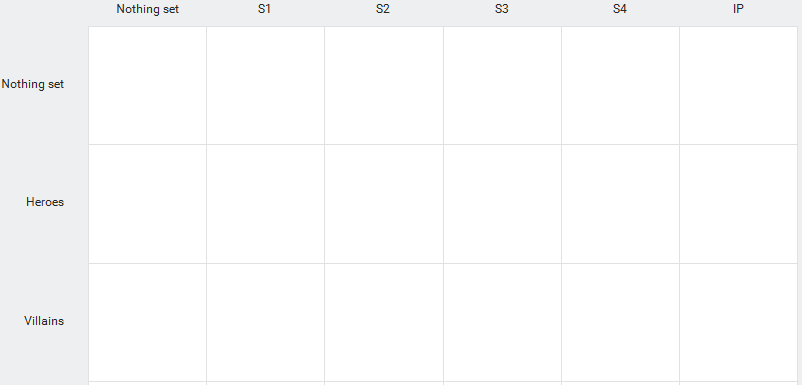 Nothing set S1 S2 S3 S4 IP
Nothing set
Heroes
Villains